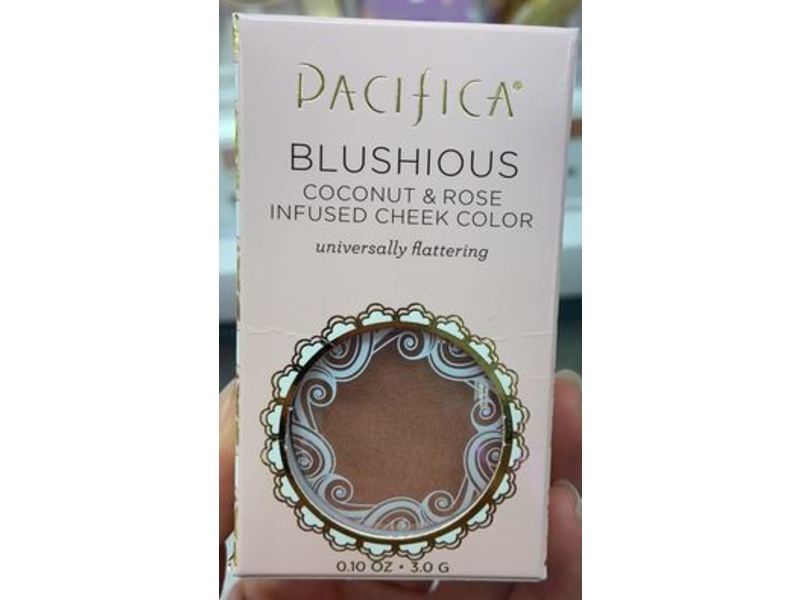 PACIFICA®
BLUSHIOUS
COCONUT & ROSE
INFUSED CHEEK COLOR
universally flattering
0.10 OZ • 3.0 G